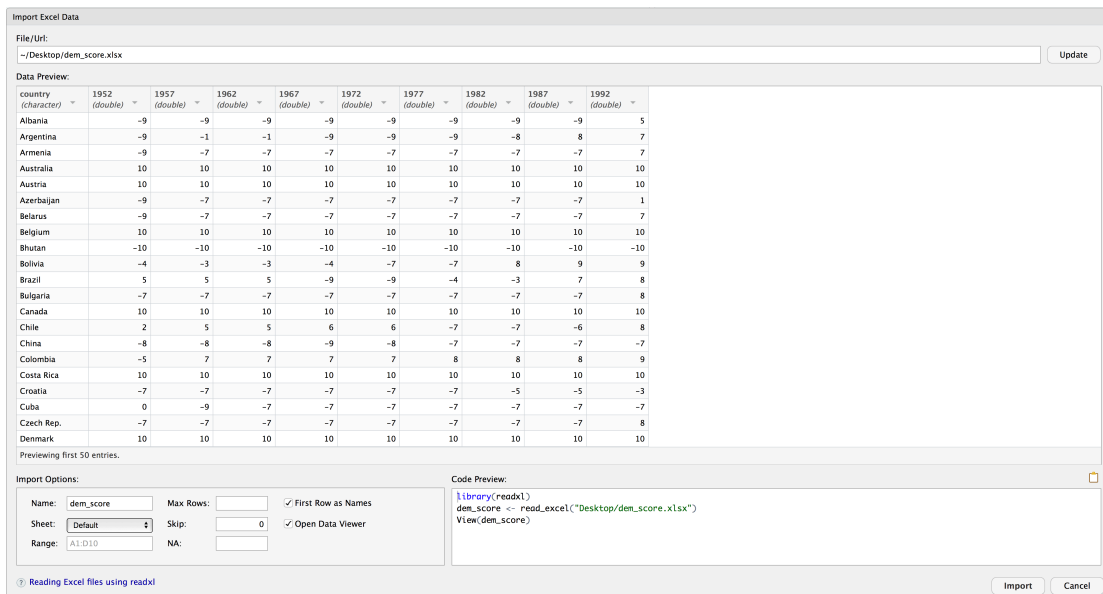 Import Excel Data
File/Url:
~/Desktop/dem_score.xlsx
Update
Data Preview:
country 1952 1957 1962 1967 1972 1977 1982 1987 1992
(character) (double) (double) (double) (double) (double) (double) (double) (double) (double)
Albania -9 -9 -9 -9 -9 -9 -9 -9 5
Argentina -9 -1 -1 -9 -9 -9 -8 8 7
Armenia -9 -7 -7 -7 -7 -7 -7 -7 7
Australia 10 10 10 10 10 10 10 10 10
Austria 10 10 10 10 10 10 10 10 10
Azerbaijan -9 -7 -7 -7 -7 -7 -7 -7 1
Belarus -9 -7 -7 -7 -7 -7 -7 -7 7
Belgium 10 10 10 10 10 10 10 10 10
Bhutan -10 -10 -10 -10 -10 -10 -10 -10 -10
Bolivia -4 -3 -3 -4 -7 -7 8 9 9
Brazil 5 5 5 -9 -9 -4 -3 7 8
Bulgaria -7 -7 -7 -7 -7 -7 -7 -7 8
Canada 10 10 10 10 10 10 10 10 10
Chile 2 5 5 6 6 -7 -7 -6 8
China -8 -8 -8 -9 -8 -7 -7 -7 -7
Colombia -5 7 7 7 7 8 8 8 9
Costa Rica 10 10 10 10 10 10 10 10 10
Croatia -7 -7 -7 -7 -7 -7 -5 -5 -3
Cuba 0 -9 -7 -7 -7 -7 -7 -7 -7
Czech Rep. -7 -7 -7 -7 -7 -7 -7 -7 8
Denmark 10 10 10 10 10 10 10 10 10
Previewing first 50 entries.
Import Options:
Name: dem_score Max Rows: First Row as Names
Sheet: Default Skip: 0 Open Data Viewer
Range: A1:D10 NA:
Code Preview:
library(readxl)
dem_score <- read_excel("Desktop/dem_score.xlsx")
View(dem_score)
? Reading Excel files using readxl
Import Cancel